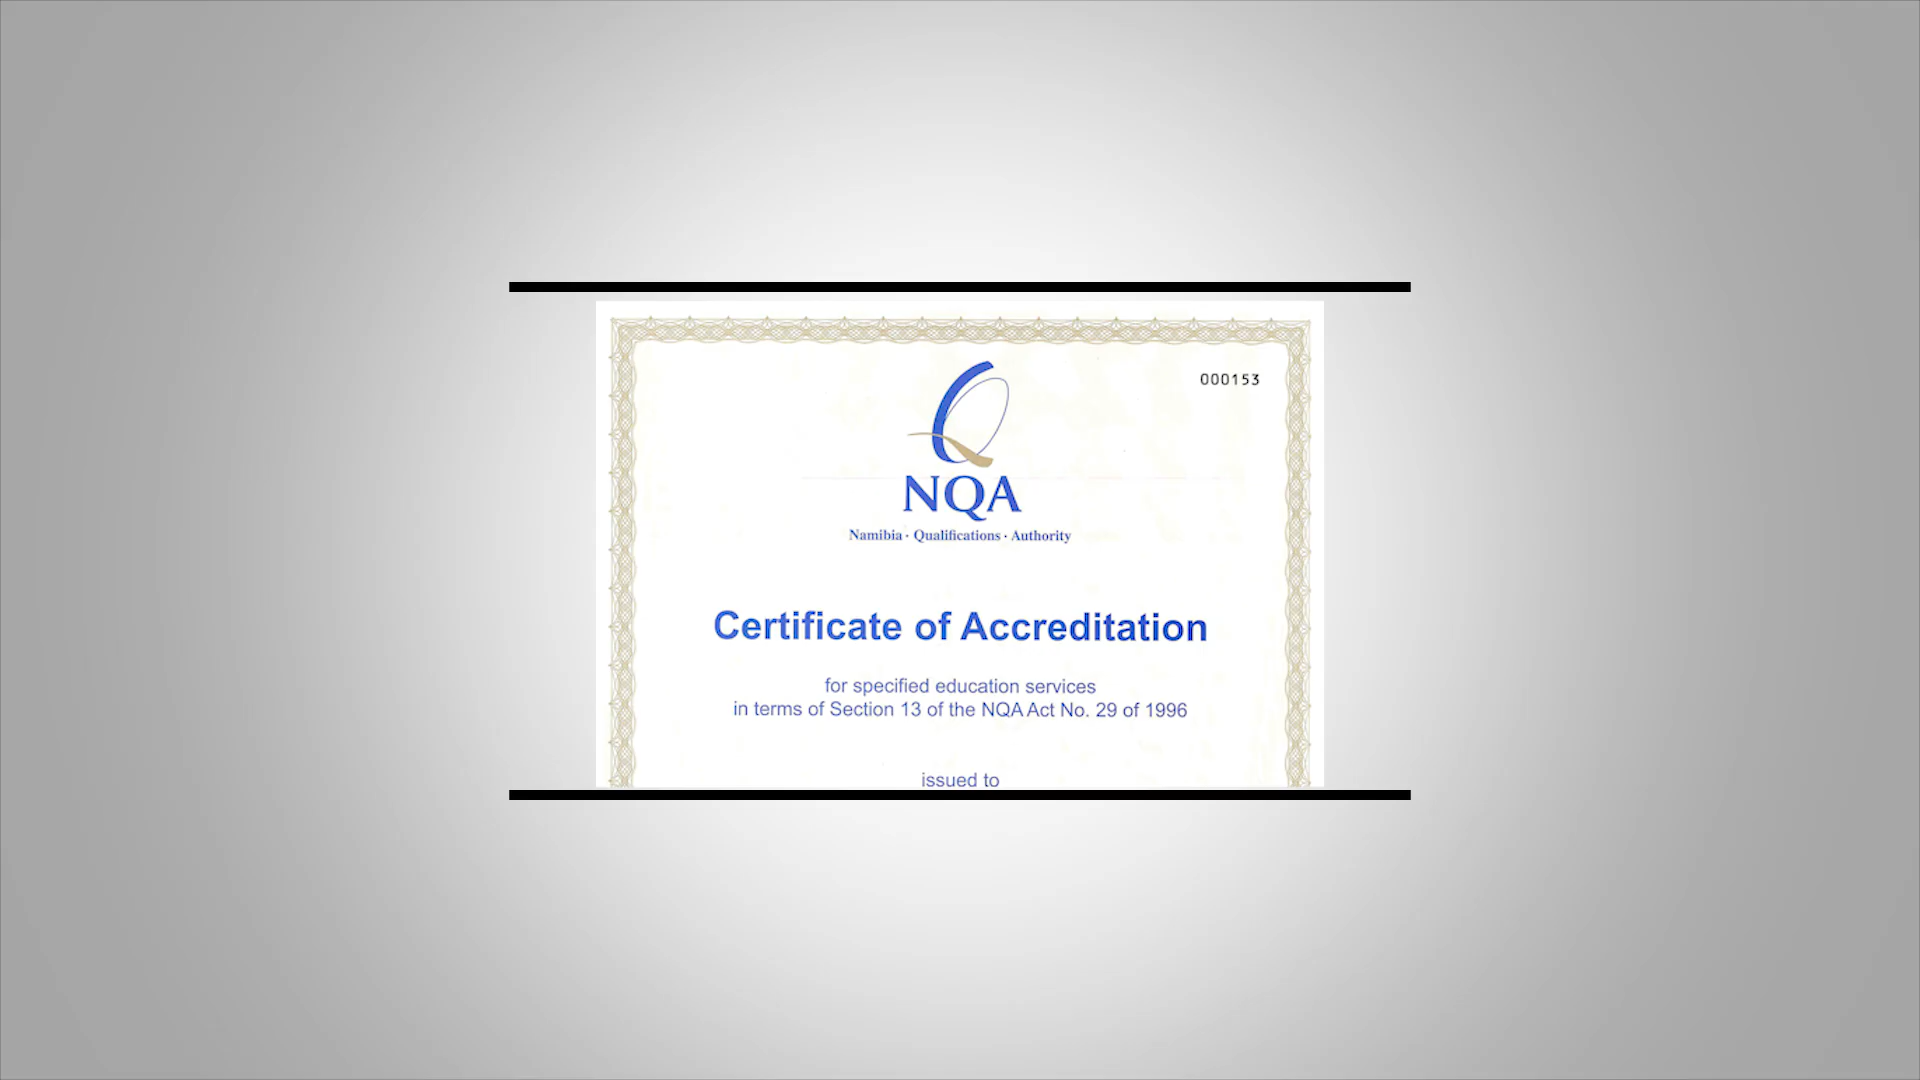 000153
NQA
Namibia · Qualifications · Authority
Certificate of Accreditation
for specified education services
in terms of Section 13 of the NQA Act No. 29 of 1996
issued to